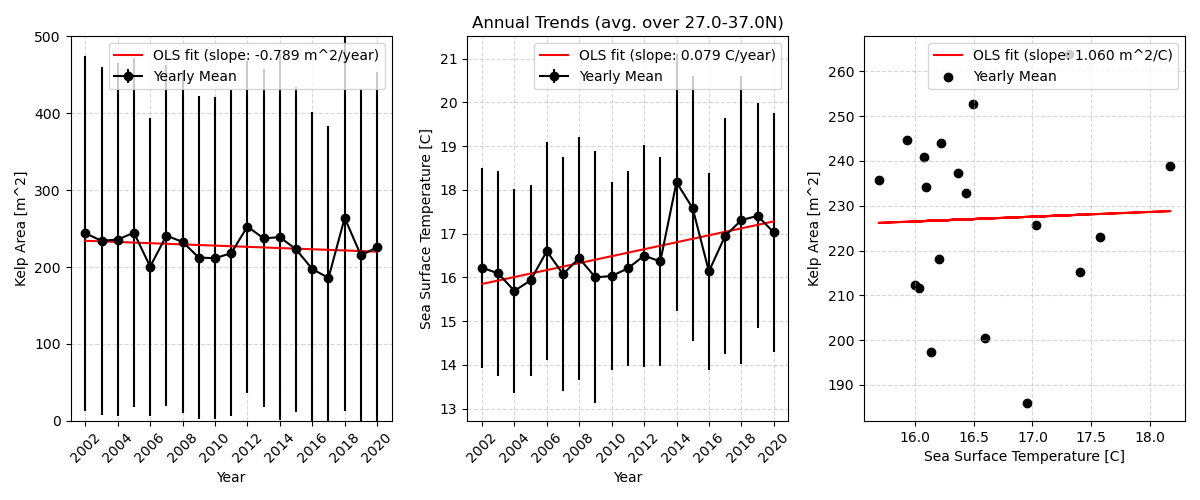 Annual Trends (avg. over 27.0-37.0N)
OLS fit (slope: -0.789 m^2/year)
Yearly Mean
500
400
300
200
100
0
Kelp Area [m^2]
2002 2004 2006 2008 2010 2012 2014 2016 2018 2020
Year
OLS fit (slope: 0.079 C/year)
Yearly Mean
21
20
19
18
17
16
15
14
13
Sea Surface Temperature [C]
2002 2004 2006 2008 2010 2012 2014 2016 2018 2020
Year
OLS fit (slope: 1.060 m^2/C)
Yearly Mean
260
250
240
230
220
210
200
190
Kelp Area [m^2]
16.0 16.5 17.0 17.5 18.0
Sea Surface Temperature [C]